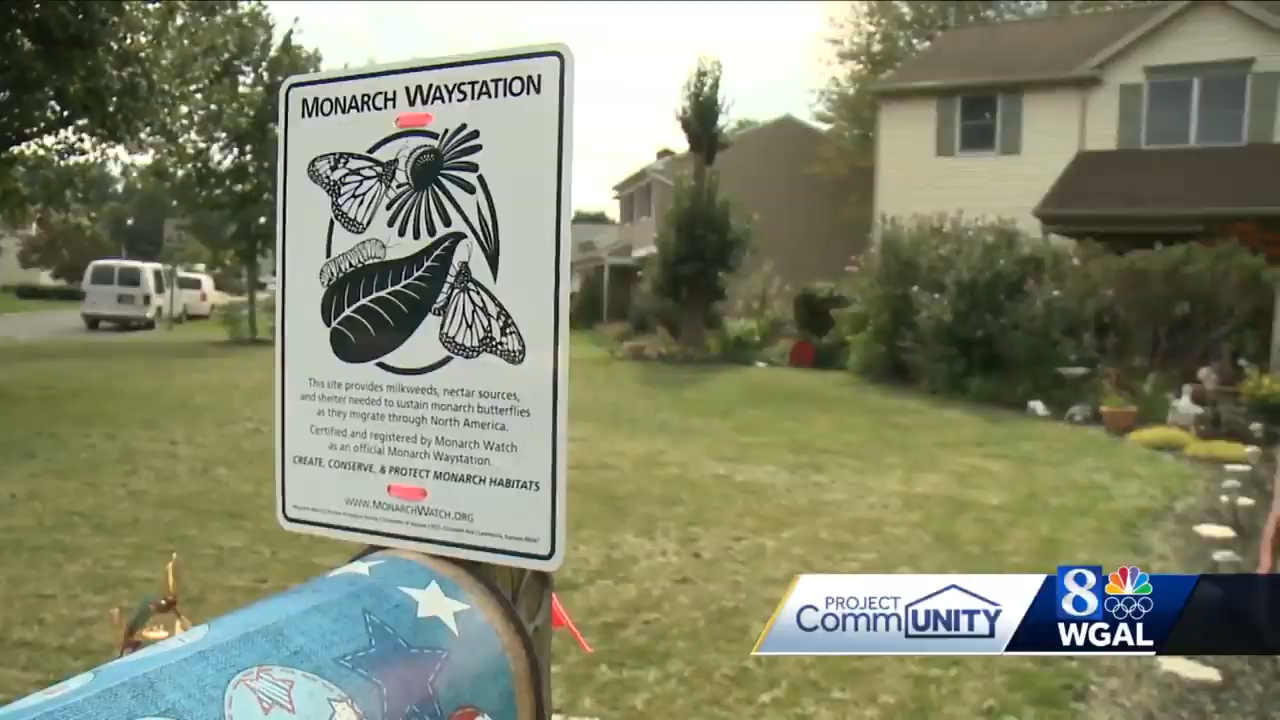 MONARCH WAYSTATION
This site provides milkweeds, nectar sources,
and shelter needed to sustain monarch butterflies
as they migrate through North America.
Certified and registered by Monarch Watch
as an official Monarch Waystation.
CREATE, CONSERVE, & PROTECT MONARCH HABITATS
WWW.MONARCHWATCH.ORG
PROJECT
CommUNITY
8
WGAL